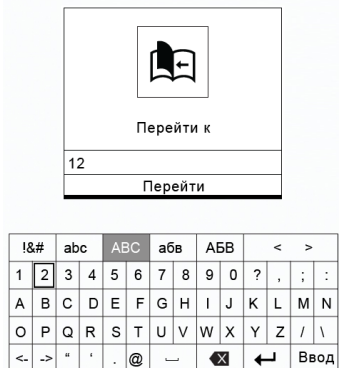 Перейти к
12
Перейти
!&# abc ABC абв АБВ < >
1 2 3 4 5 6 7 8 9 0 ? , ; :
A B C D E F G H I J K L M N
O P Q R S T U V W X Y Z / \
<- -> “ ‘ . @ Ввод